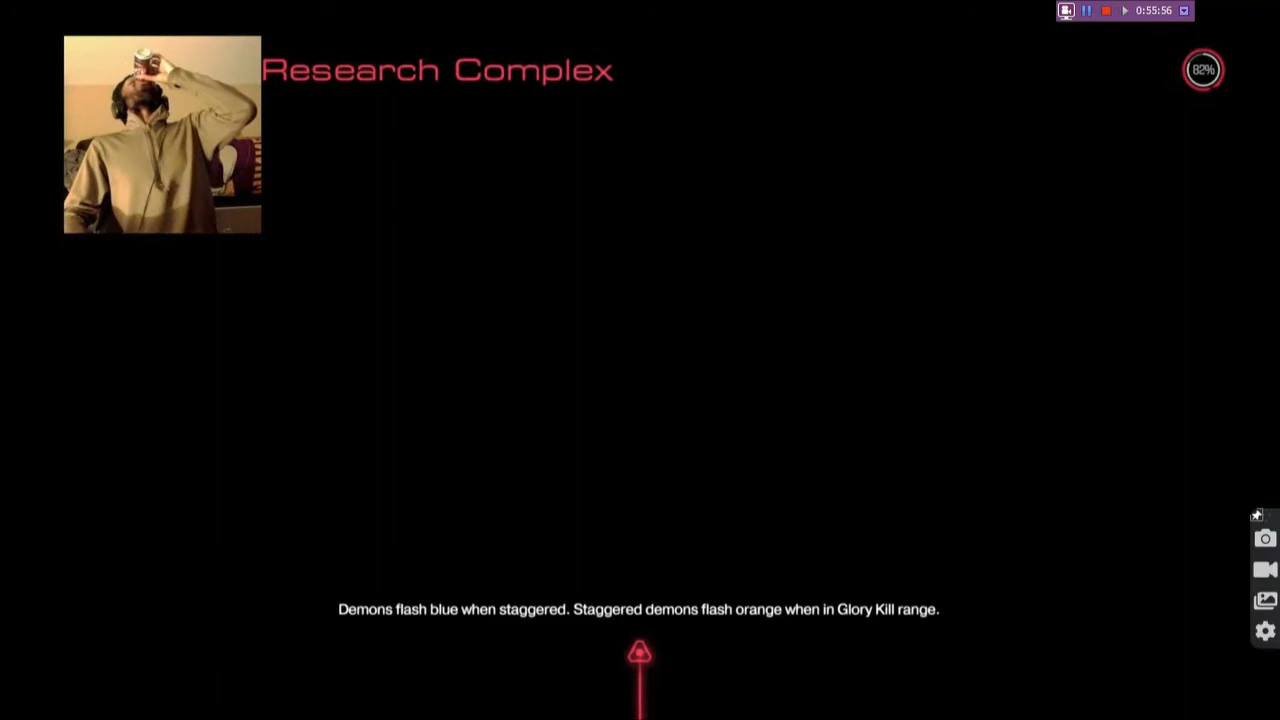 0:55:56
Research Complex
82%
Demons flash blue when staggered. Staggered demons flash orange when in Glory Kill range.